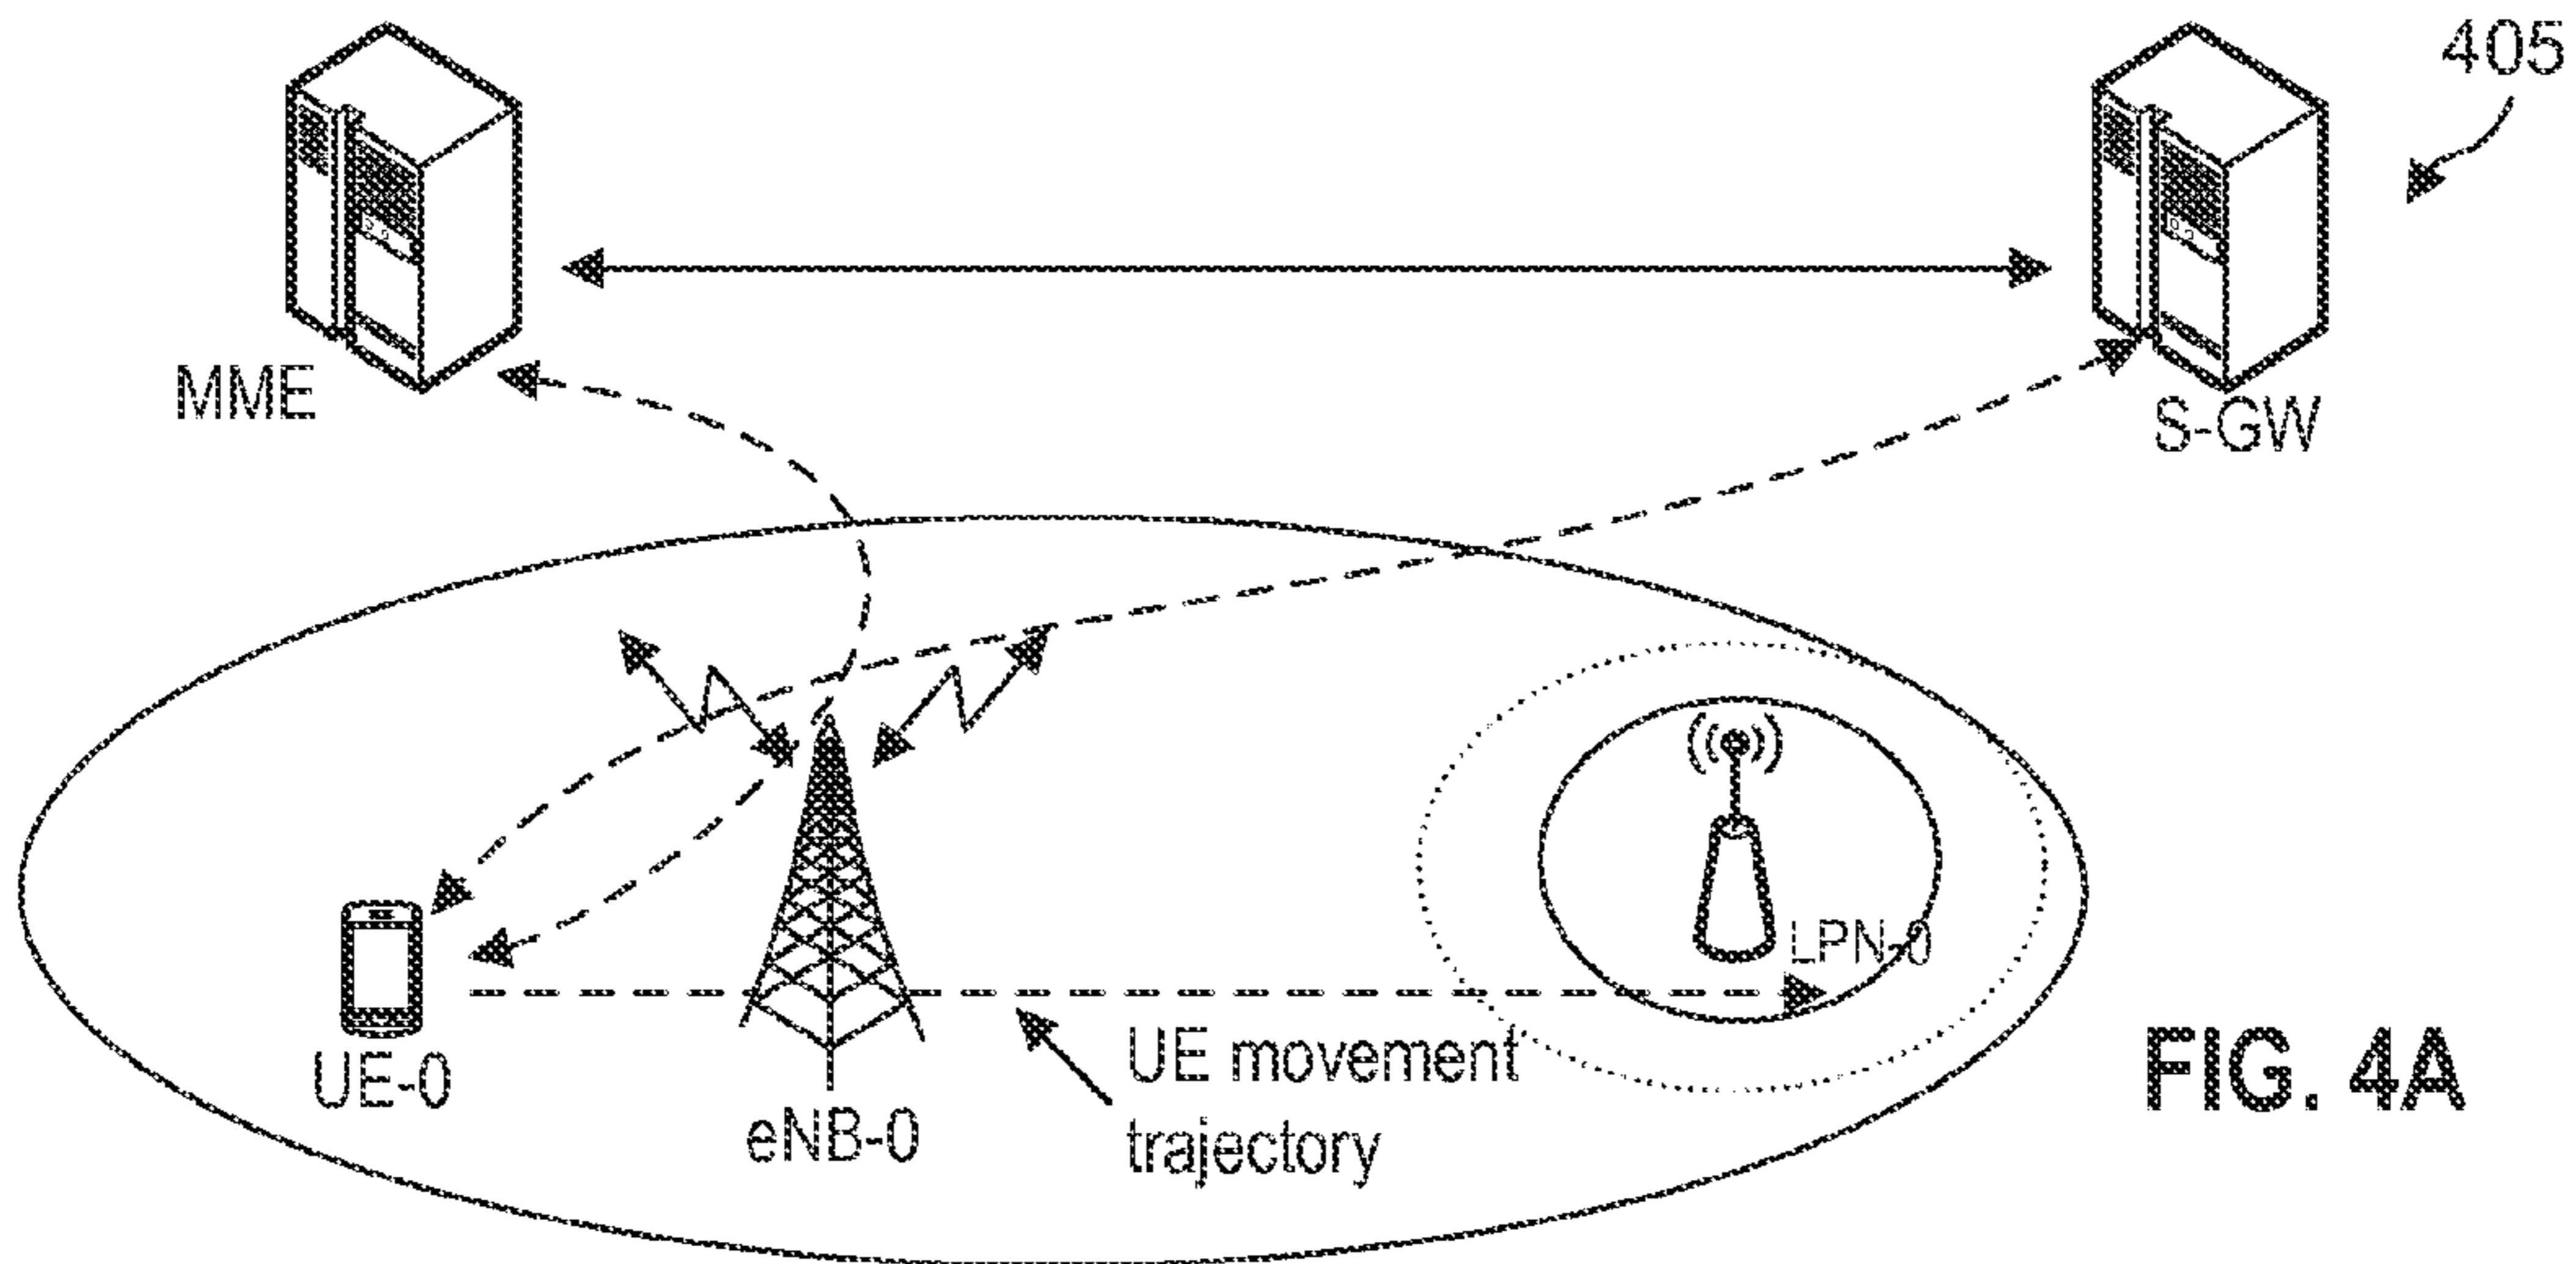 405
MME
S-GW
LPN-0
UE-0
eNB-0
UE movement
trajectory
FIG. 4A